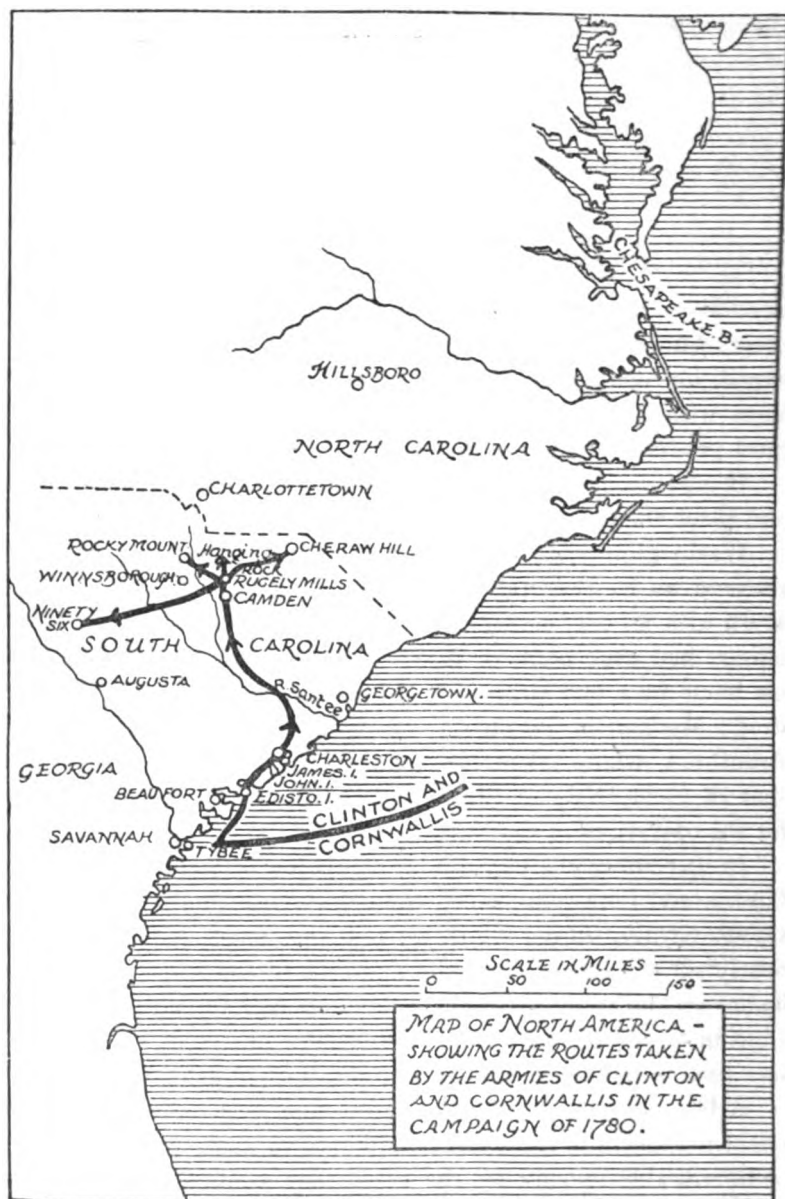 CHESAPEAKE. B.
HILLSBORO
NORTH CAROLINA
CHARLOTTETOWN
ROCKY MOUNT
Hanging
ROCK
CHERAW HILL
WINNSBOROUGH
RUGELY MILLS
CAMDEN
NINETY
SIX
SOUTH CAROLINA
AUGUSTA
R. Santee
GEORGETOWN.
GEORGIA
CHARLESTON
JAMES. I.
JOHN. I.
BEAUFORT
EDISTO. I.
CLINTON AND
CORNWALLIS
SAVANNAH
TYBEE
SCALE IN MILES
0 50 100 150
MAP OF NORTH AMERICA -
SHOWING THE ROUTES TAKEN
BY THE ARMIES OF CLINTON
AND CORNWALLIS IN THE
CAMPAIGN OF 1780.